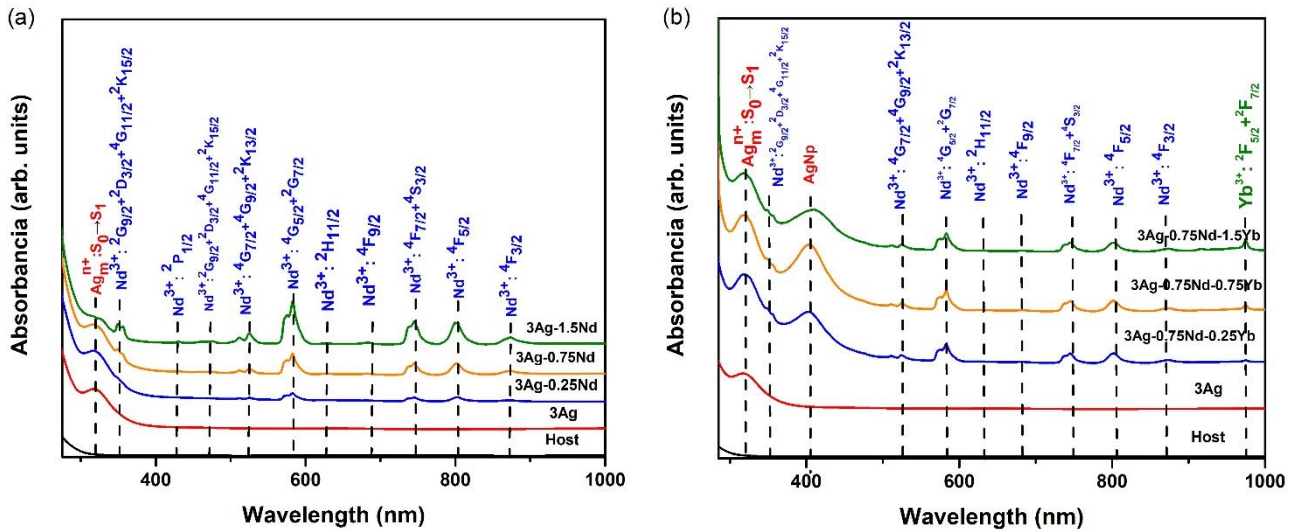 (a)
Absorbancia (arb. units)
Ag_m^n+ :S0→S1
Nd3+: 2G9/2+2D3/2+4G11/2+2K15/2
Nd3+: 2P1/2
Nd3+: 2G9/2+2D3/2+4G11/2+2K15/2
Nd3+: 4G7/2+4G9/2+2K13/2
Nd3+: 4G5/2+2G7/2
Nd3+: 2H11/2
Nd3+: 4F9/2
Nd3+: 4F7/2+4S3/2
Nd3+: 4F5/2
Nd3+: 4F3/2
3Ag-1.5Nd
3Ag-0.75Nd
3Ag-0.25Nd
3Ag
Host
400
600
800
1000
Wavelength (nm)
(b)
Absorbancia (arb. units)
Ag_m^n+ :S0→S1
Nd3+: 2G9/2+2D3/2+4G11/2+2K15/2
AgNp
Nd3+: 4G7/2+4G9/2+2K13/2
Nd3+: 4G5/2+2G7/2
Nd3+: 2H11/2
Nd3+: 4F9/2
Nd3+: 4F7/2+4S3/2
Nd3+: 4F5/2
Nd3+: 4F3/2
Yb3+: 2F5/2+2F7/2
3Ag-0.75Nd-1.5Yb
3Ag-0.75Nd-0.75Yb
3Ag-0.75Nd-0.25Yb
3Ag
Host
400
600
800
1000
Wavelength (nm)